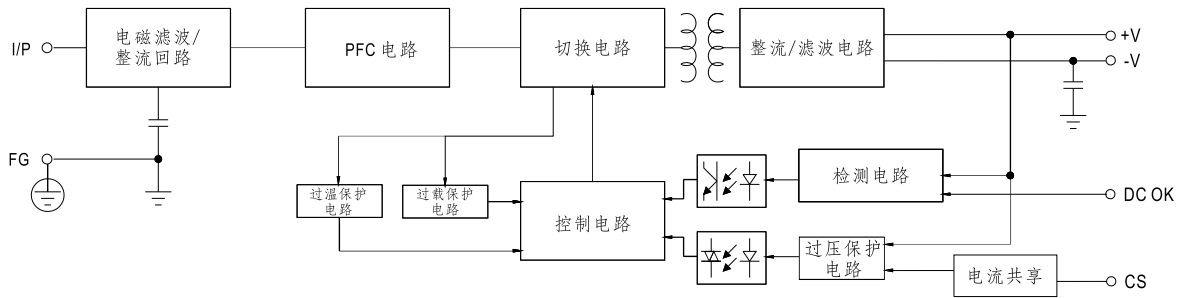 I/P
电磁滤波/
整流回路
PFC 电路
切换电路
整流/滤波电路
+V
-V
FG
过温保护
电路
过载保护
电路
控制电路
检测电路
DC OK
过压保护
电路
电流共享
CS